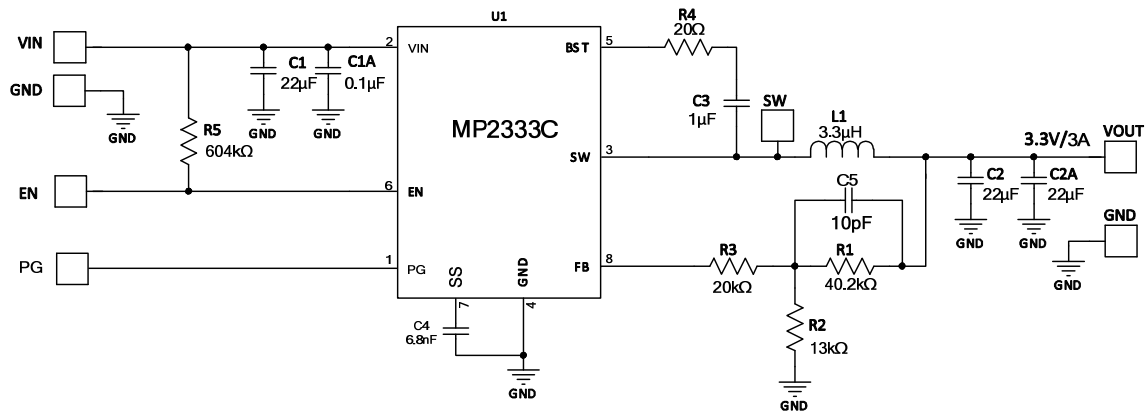 U1
R4
20Ω
VIN
2
VIN
BST
5
C1
22µF
C1A
0.1µF
GND
GND
GND
GND
R5
604kΩ
C3
1µF
SW
L1
3.3µH
MP2333C
SW
3
3.3V/3A
VOUT
C2
22µF
C2A
22µF
GND
GND
EN
6
EN
C5
10pF
GND
GND
PG
1
PG
FB
8
R3
20kΩ
R1
40.2kΩ
SS
GND
7
4
C4
6.8nF
R2
13kΩ
GND
GND